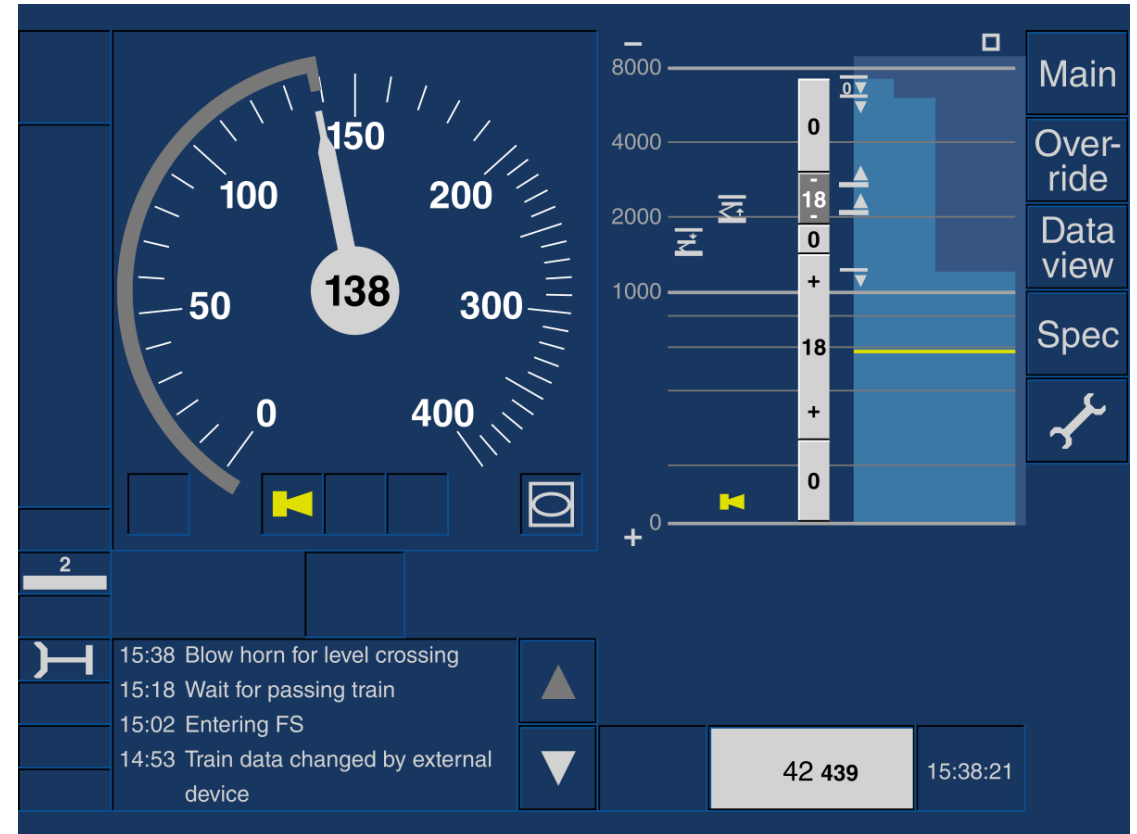 0
50
100
150
200
300
400
138
−
8000
4000
2000
1000
0
+
0
-
18
-
0
+
18
+
0
0
Main
Over-
ride
Data
view
Spec
2
15:38 Blow horn for level crossing
15:18 Wait for passing train
15:02 Entering FS
14:53 Train data changed by external
device
42 439
15:38:21